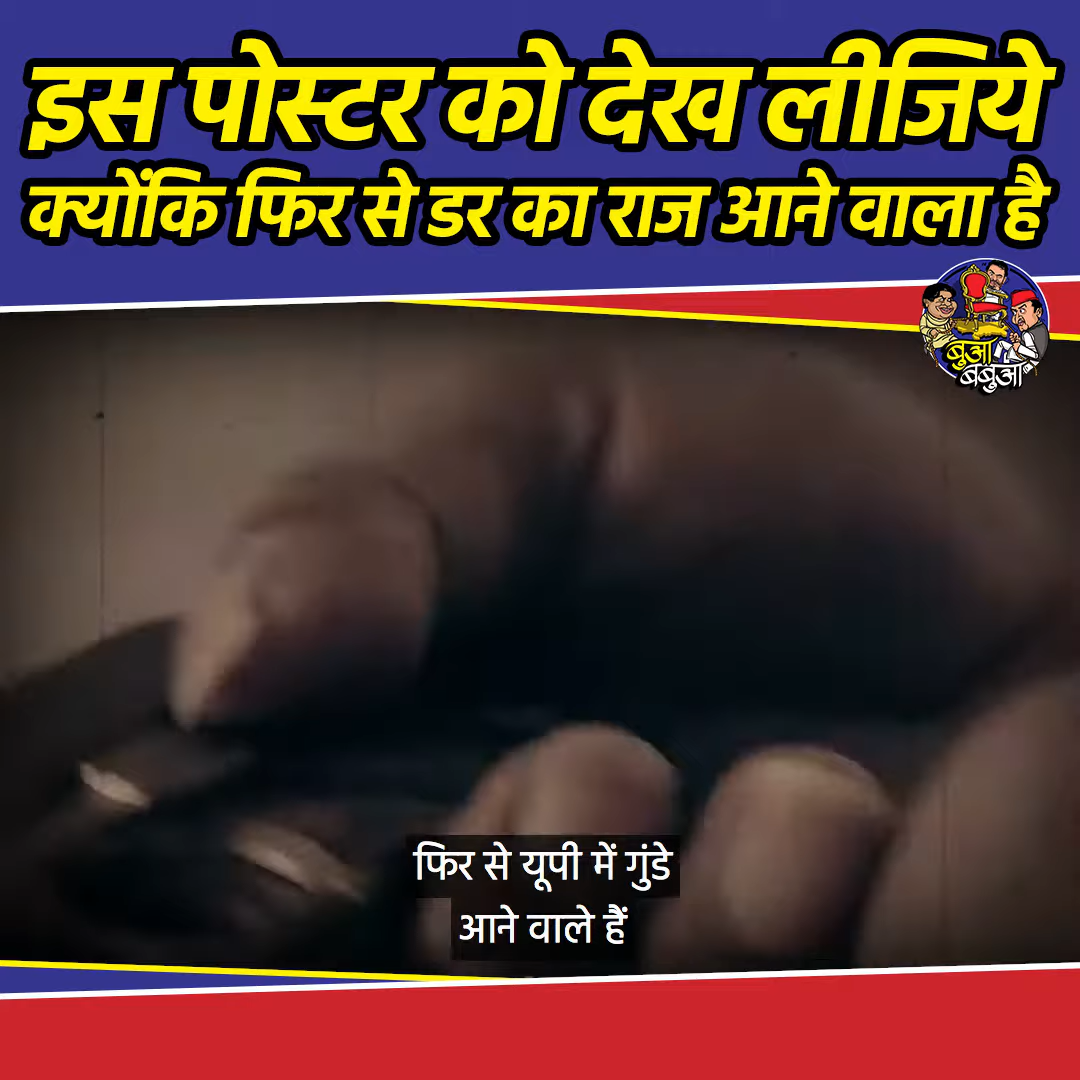 इस पोस्टर को देख लीजिये
क्योंकि फिर से डर का राज आने वाला है
बुआ
बबुआ
फिर से यूपी में गुंडे
आने वाले हैं